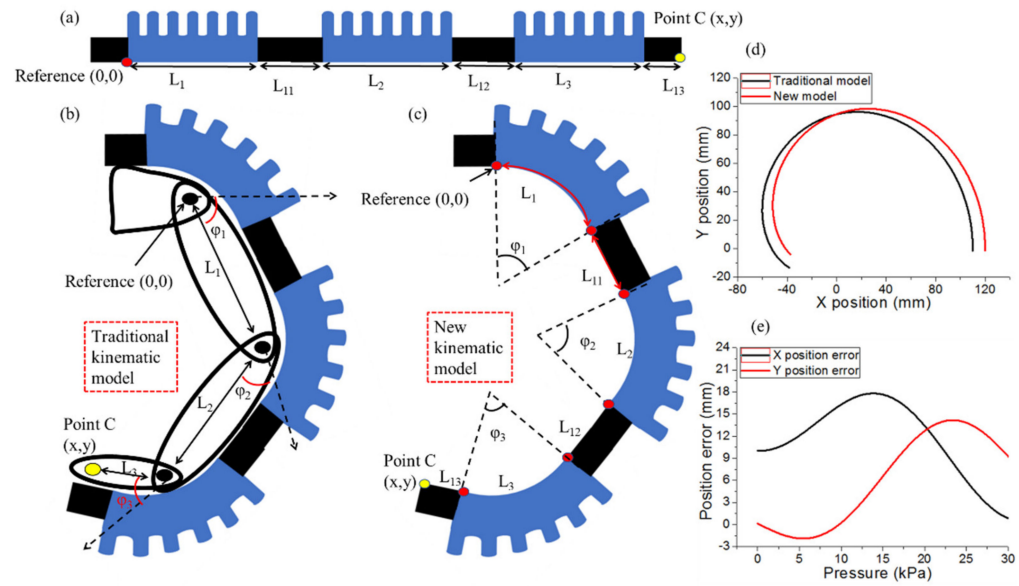 (a)
Point C (x,y)
Reference (0,0)
L₁
L₁₁
L₂
L₁₂
L₃
L₁₃
(b)
φ₁
Reference (0,0)
L₁
Traditional
kinematic
model
φ₂
L₂
Point C
(x,y)
L₃
φ₃
(c)
Reference (0,0)
L₁
φ₁
L₁₁
New
kinematic
model
φ₂
L₂
φ₃
L₁₂
Point C
(x,y)
L₁₃
L₃
(d)
120
100
80
60
40
20
0
-20
Y position (mm)
Traditional model
New model
-80 -40 0 40 80 120
X position (mm)
(e)
24
21
18
15
12
9
6
3
0
-3
Position error (mm)
X position error
Y position error
0 5 10 15 20 25 30
Pressure (kPa)